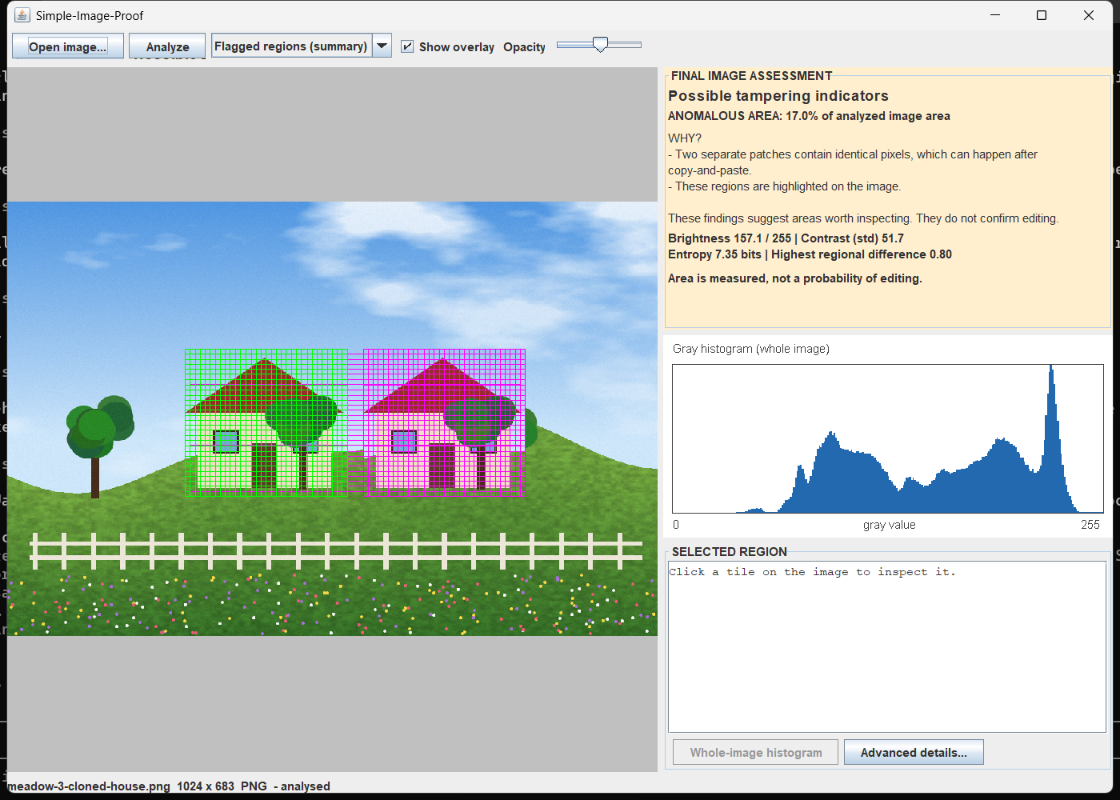 Simple-Image-Proof
Open image... Analyze Flagged regions (summary) Show overlay Opacity
FINAL IMAGE ASSESSMENT
Possible tampering indicators
ANOMALOUS AREA: 17.0% of analyzed image area
WHY?
- Two separate patches contain identical pixels, which can happen after
copy-and-paste.
- These regions are highlighted on the image.
These findings suggest areas worth inspecting. They do not confirm editing.
Brightness 157.1 / 255 | Contrast (std) 51.7
Entropy 7.35 bits | Highest regional difference 0.80
Area is measured, not a probability of editing.
Gray histogram (whole image)
0 gray value 255
SELECTED REGION
Click a tile on the image to inspect it.
Whole-image histogram Advanced details...
meadow-3-cloned-house.png 1024 x 683 PNG - analysed